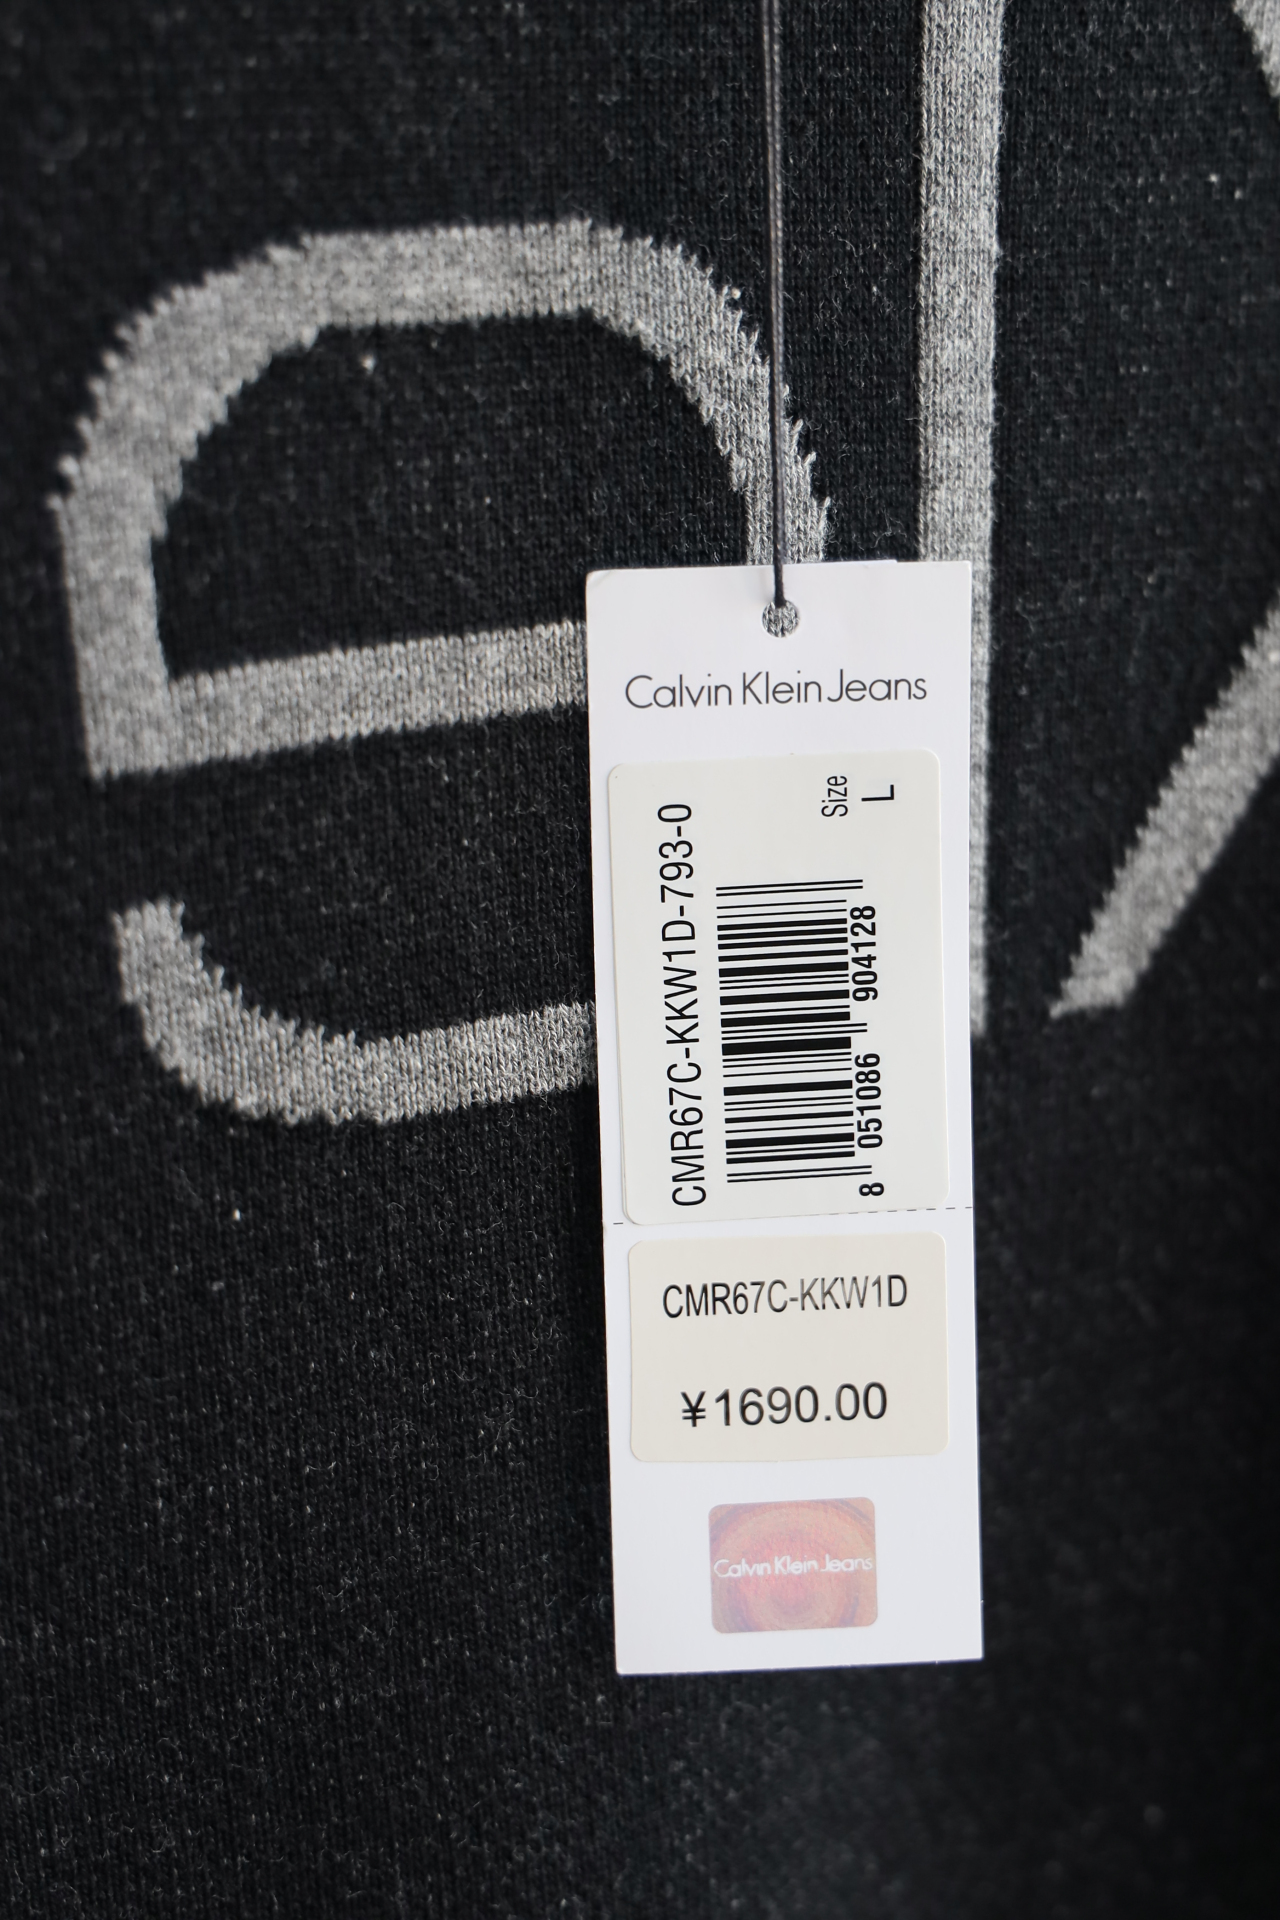 Calvin Klein Jeans
CMR67C-KKW1D-793-0
Size
L
8 051086 904128
CMR67C-KKW1D
¥1690.00
Calvin Klein Jeans